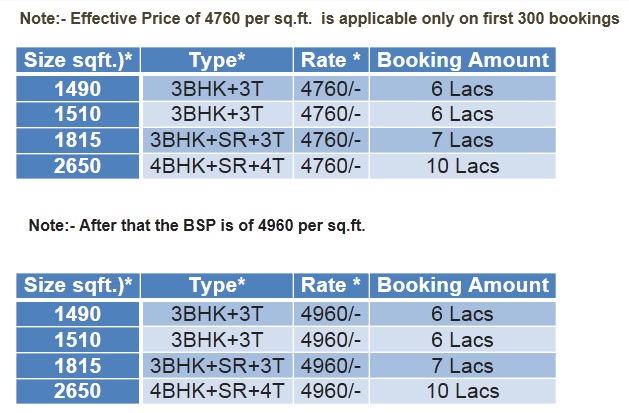 Note:- Effective Price of 4760 per sq.ft. is applicable only on first 300 bookings
Size sqft.)* Type* Rate * Booking Amount
1490 3BHK+3T 4760/- 6 Lacs
1510 3BHK+3T 4760/- 6 Lacs
1815 3BHK+SR+3T 4760/- 7 Lacs
2650 4BHK+SR+4T 4760/- 10 Lacs
Note:- After that the BSP is of 4960 per sq.ft.
Size sqft.)* Type* Rate * Booking Amount
1490 3BHK+3T 4960/- 6 Lacs
1510 3BHK+3T 4960/- 6 Lacs
1815 3BHK+SR+3T 4960/- 7 Lacs
2650 4BHK+SR+4T 4960/- 10 Lacs